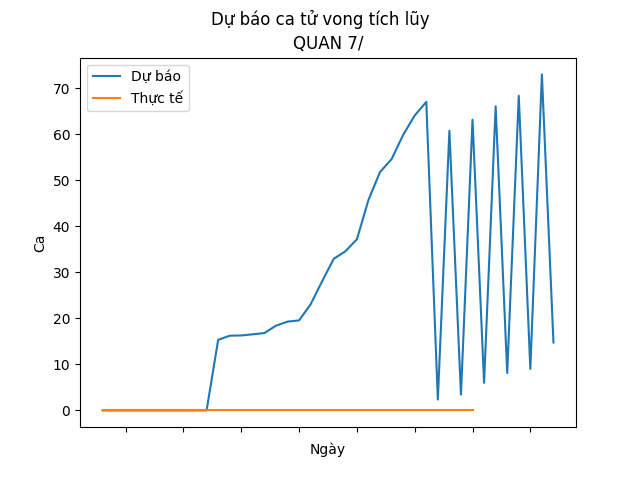 Dự báo ca tử vong tích lũy
QUAN 7/
Dự báo
Thực tế
70
60
50
40
30
20
10
0
Ca
Ngày